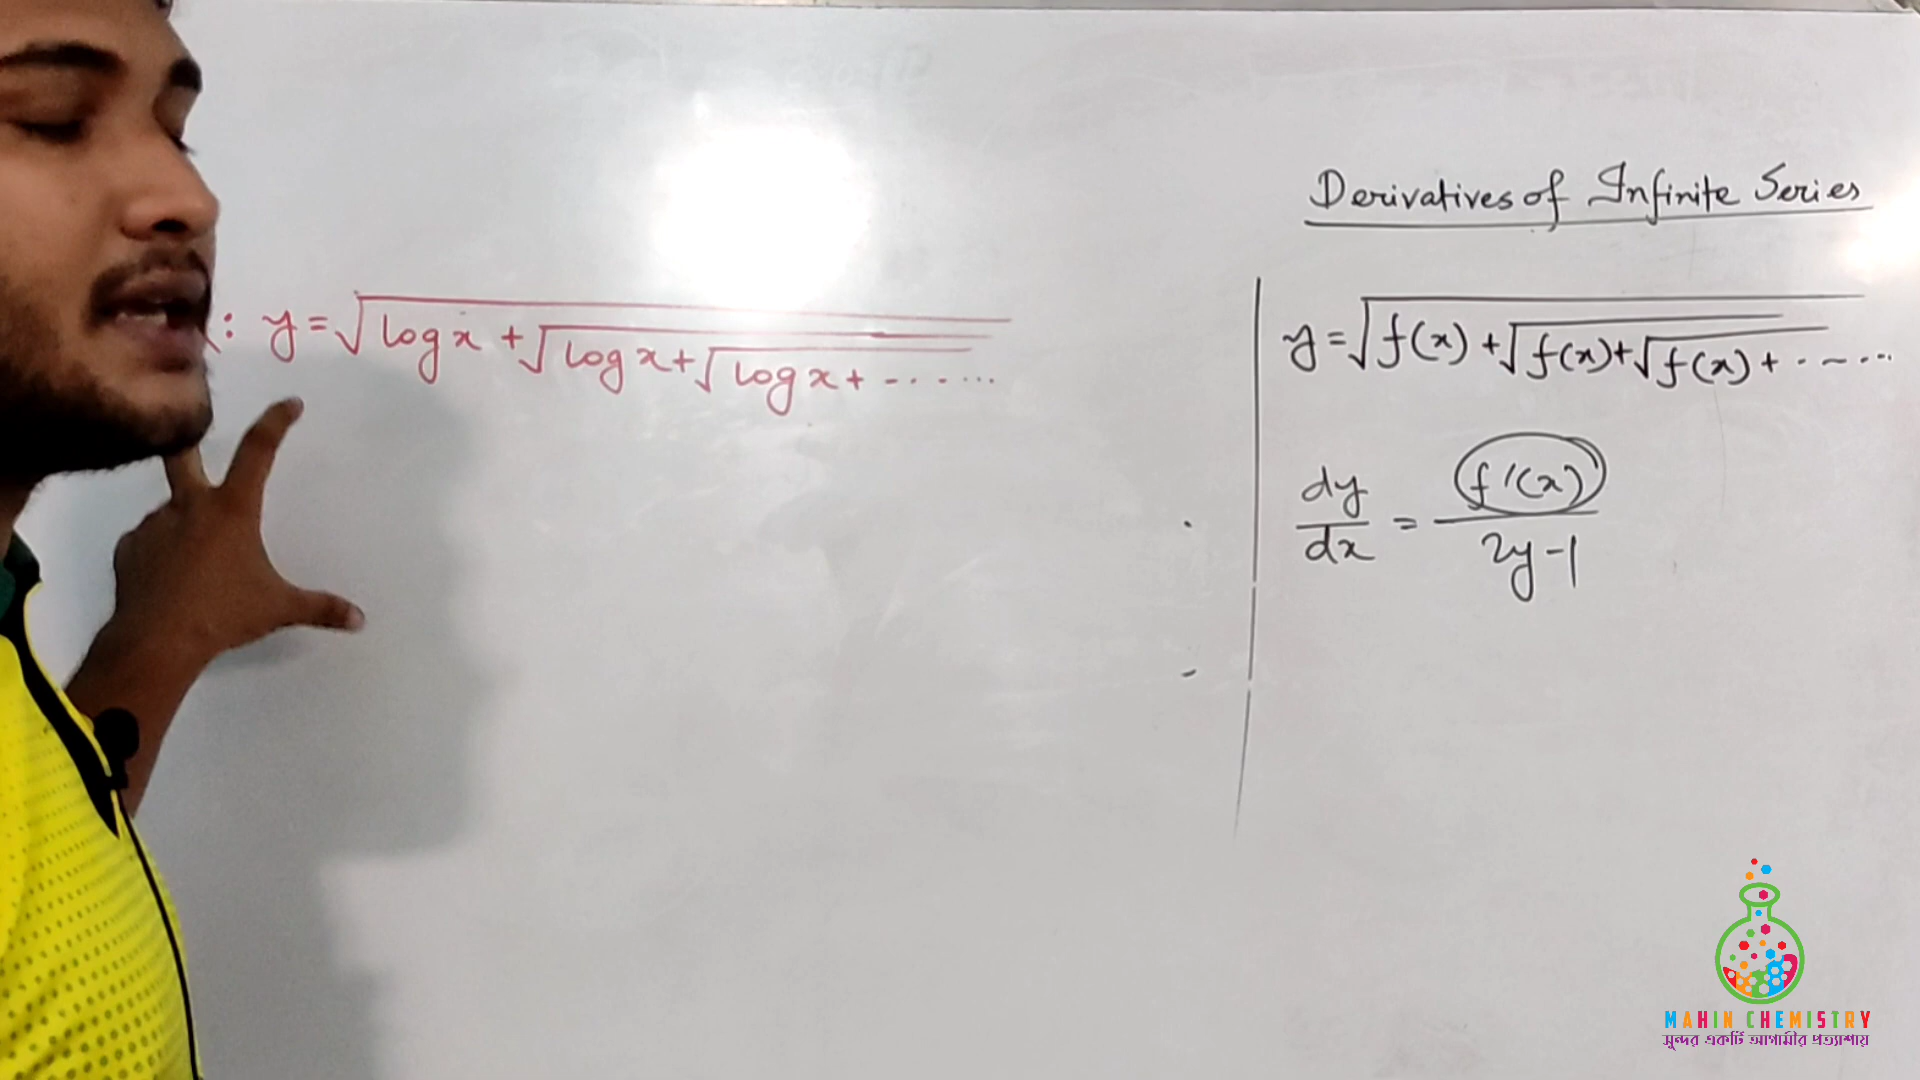 Derivatives of Infinite Series
: y = √(log x + √(log x + √(log x + ........
y = √(f(x) + √(f(x) + √(f(x) + ........
dy/dx = f'(x)/(2y-1)
MAHIN CHEMISTRY
সুন্দর একটি আগামীর প্রত্যাশায়